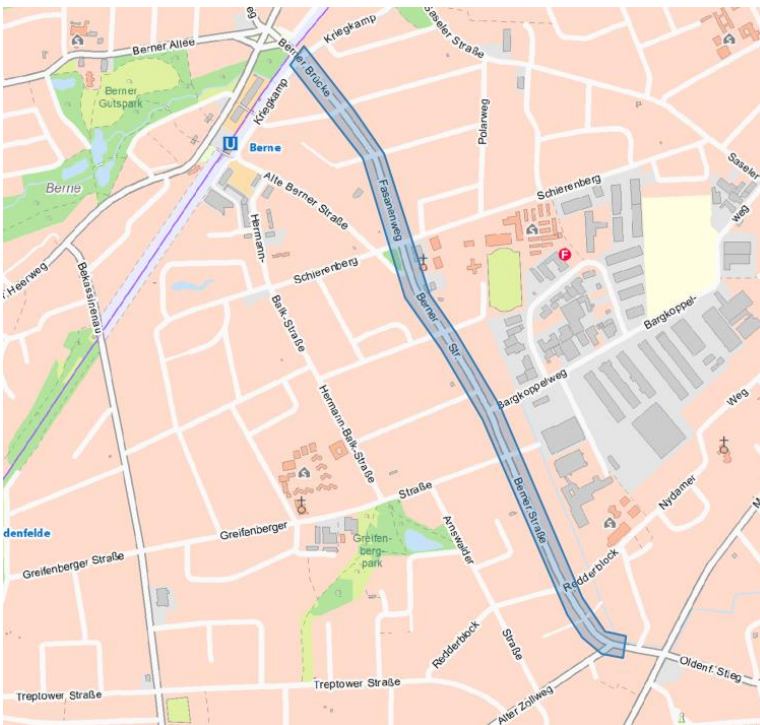 eg
Kriegkamp
Saseler Straße
Berner Allee
Berner Brücke
Berner
Gutspark
Kriegkamp
Polarweg
U
Berne
Saseler
Berne
Alte Berner Straße
Schierenberg
Fasanenweg
weg
Hermann-
Balk-Straße
F
r Heerweg
Schierenberg
Bekassinenau
Berner
Str.
Bargkoppel-
Bargkoppelweg
Hermann-Balk-Straße
Weg
Nydamer
Straße
Berner Straße
denfelde
Greifenberger
Arnswalder
Greifen-
berg-
park
Greifenberger Straße
Redderblock
Redderblock
Straße
Oldenf. Stieg
Treptower Straße
Treptower Straße
Alter Zollweg